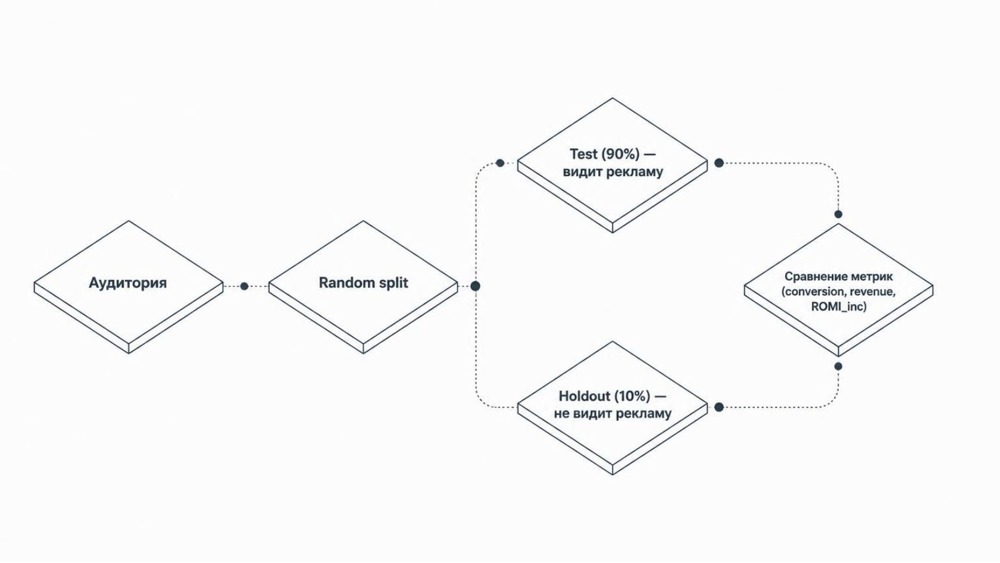 Аудитория
Random split
Test (90%) —
видит рекламу
Holdout (10%) —
не видит рекламу
Сравнение метрик
(conversion, revenue,
ROMI_inc)